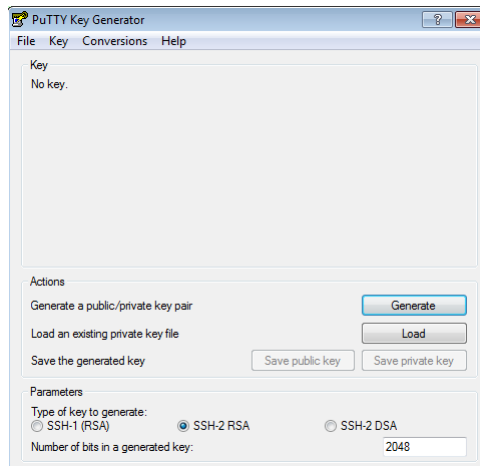 PuTTY Key Generator
File Key Conversions Help
Key
No key.
Actions
Generate a public/private key pair Generate
Load an existing private key file Load
Save the generated key Save public key Save private key
Parameters
Type of key to generate:
SSH-1 (RSA) SSH-2 RSA SSH-2 DSA
Number of bits in a generated key: 2048